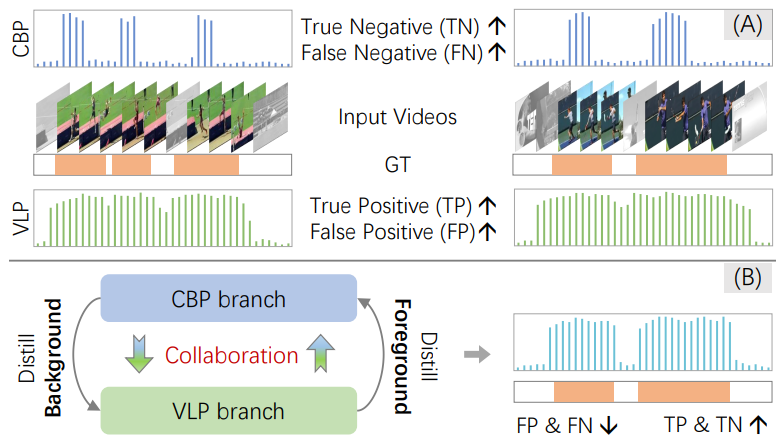 CBP
True Negative (TN) ↑
False Negative (FN) ↑
(A)
Input Videos
GT
VLP
True Positive (TP) ↑
False Positive (FP) ↑
(B)
Distill
Background
CBP branch
Collaboration
VLP branch
Foreground
Distill
FP & FN ↓
TP & TN ↑